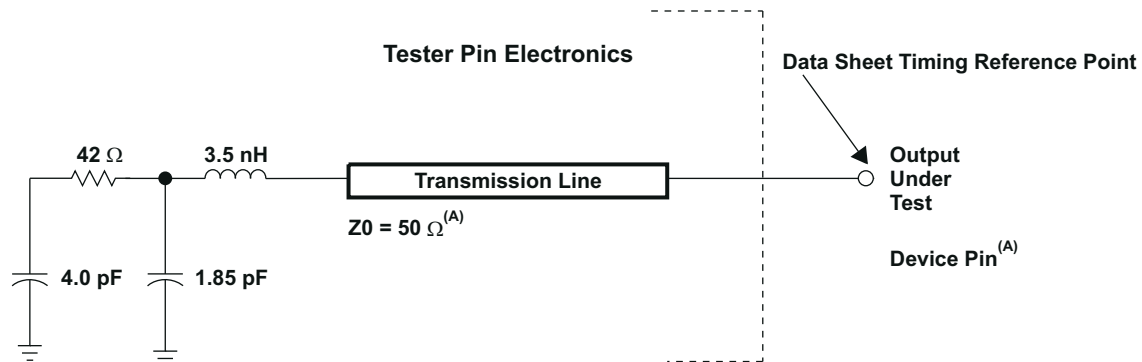 Tester Pin Electronics
Data Sheet Timing Reference Point
42 Ω
3.5 nH
Transmission Line
Output
Under
Test
Z0 = 50 Ω(A)
Device Pin(A)
4.0 pF
1.85 pF